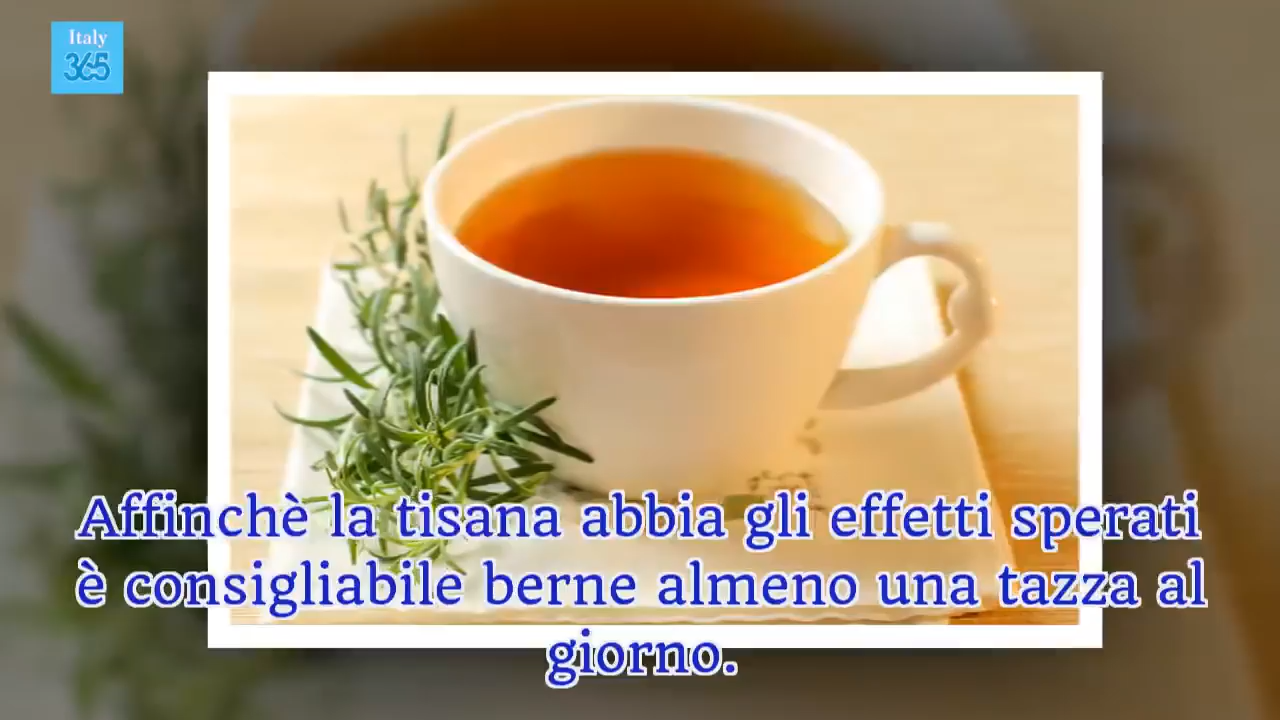 Italy
365
Affinchè la tisana abbia gli effetti sperati
è consigliabile berne almeno una tazza al
giorno.